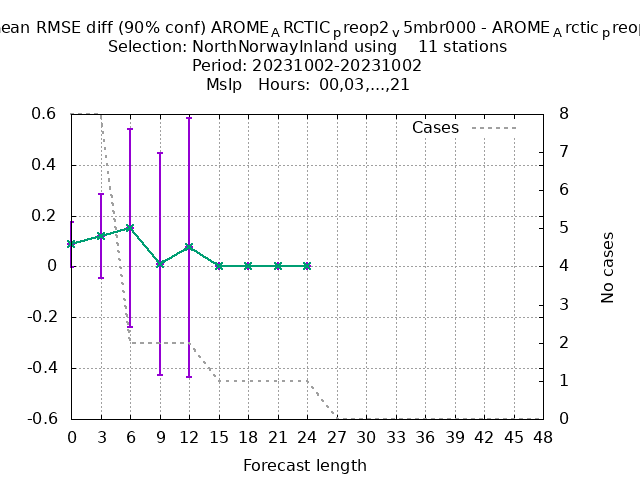 ean RMSE diff (90% conf) AROME_ARCTIC_preop2_v5mbr000 - AROME_Arctic_preop
Selection: NorthNorwayInland using 11 stations
Period: 20231002-20231002
Mslp Hours: 00,03,...,21
Cases
0.6
0.4
0.2
0
-0.2
-0.4
-0.6
8
7
6
5
4
3
2
1
0
No cases
0 3 6 9 12 15 18 21 24 27 30 33 36 39 42 45 48
Forecast length